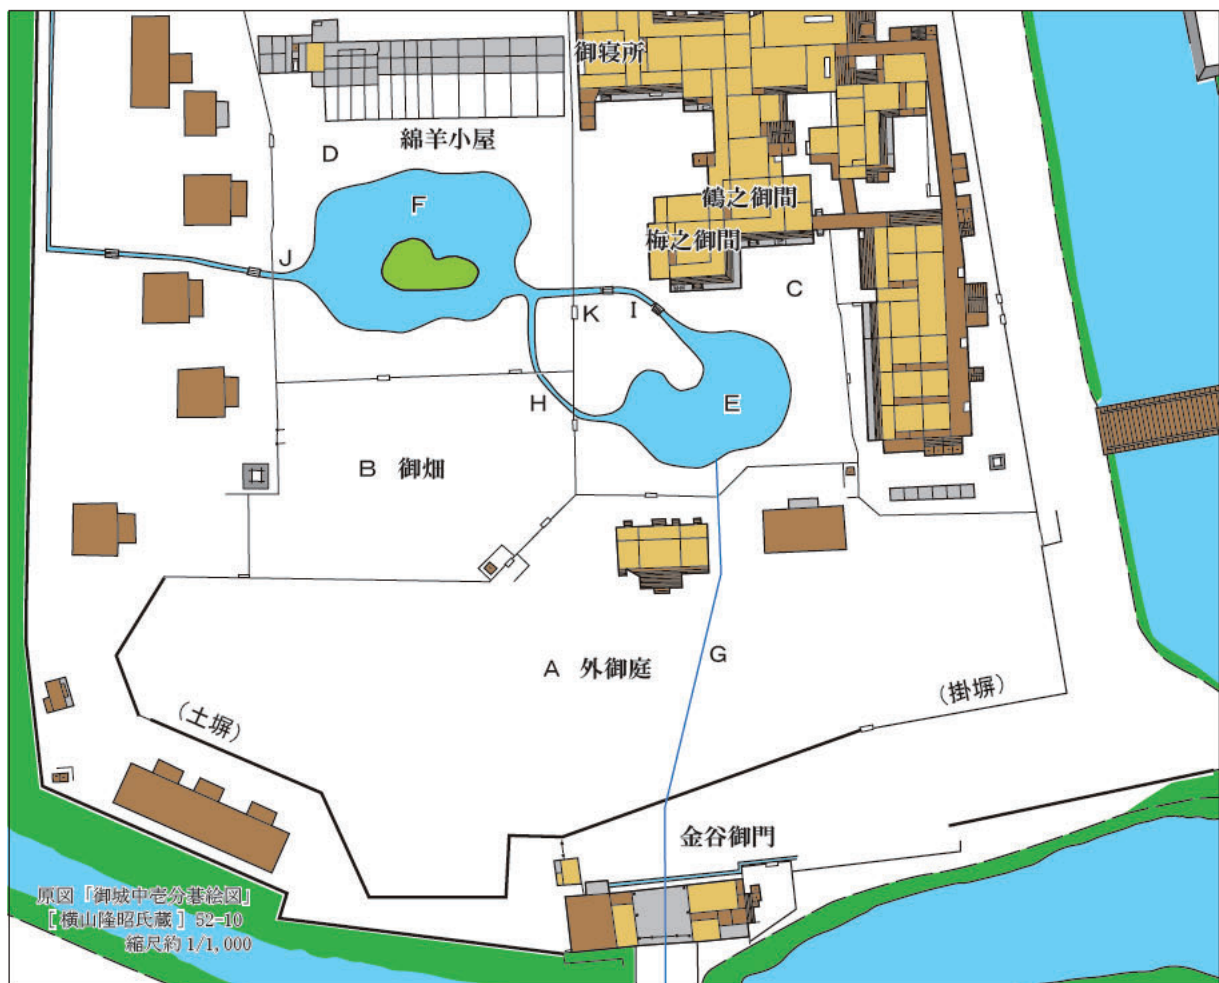 御寝所
綿羊小屋
D
鶴之御間
F
梅之御間
J
C
K
I
H
E
B 御畑
A 外御庭
G
(土塀)
(掛塀)
金谷御門
原図「御城中壱分碁絵図」
[横山隆昭氏蔵] 52-10
縮尺約1/1,000